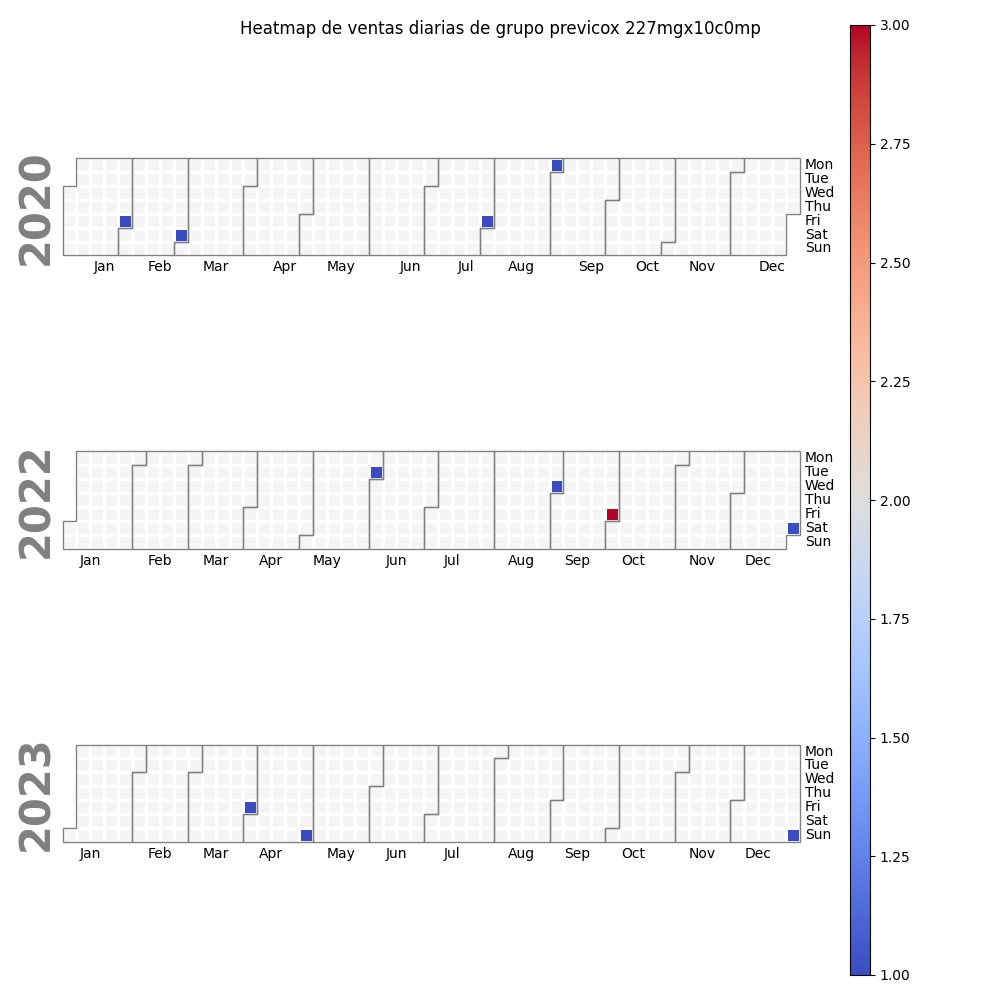 Heatmap de ventas diarias de grupo previcox 227mgx10c0mp
3.00
2.75
2.50
2.25
2.00
1.75
1.50
1.25
1.00
2020
Mon
Tue
Wed
Thu
Fri
Sat
Sun
Jan Feb Mar Apr May Jun Jul Aug Sep Oct Nov Dec
2022
Mon
Tue
Wed
Thu
Fri
Sat
Sun
Jan Feb Mar Apr May Jun Jul Aug Sep Oct Nov Dec
2023
Mon
Tue
Wed
Thu
Fri
Sat
Sun
Jan Feb Mar Apr May Jun Jul Aug Sep Oct Nov Dec